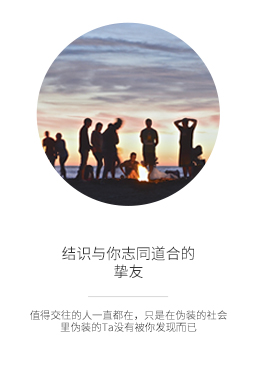 结识与你志同道合的
挚友
值得交往的人一直都在，只是在伪装的社会
里伪装的Ta没有被你发现而已